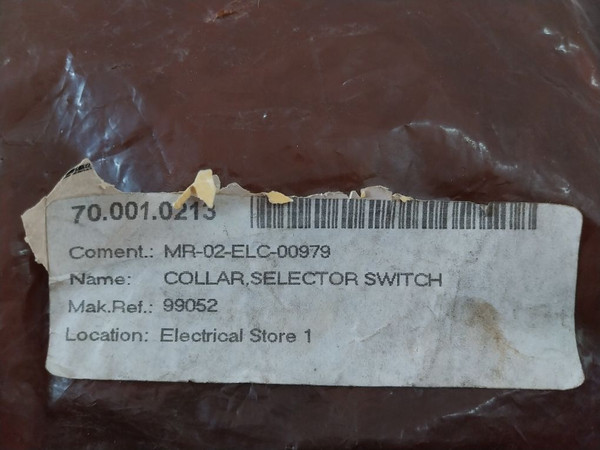 70.001.0213
Coment.: MR-02-ELC-00979
Name: COLLAR,SELECTOR SWITCH
Mak.Ref.: 99052
Location: Electrical Store 1